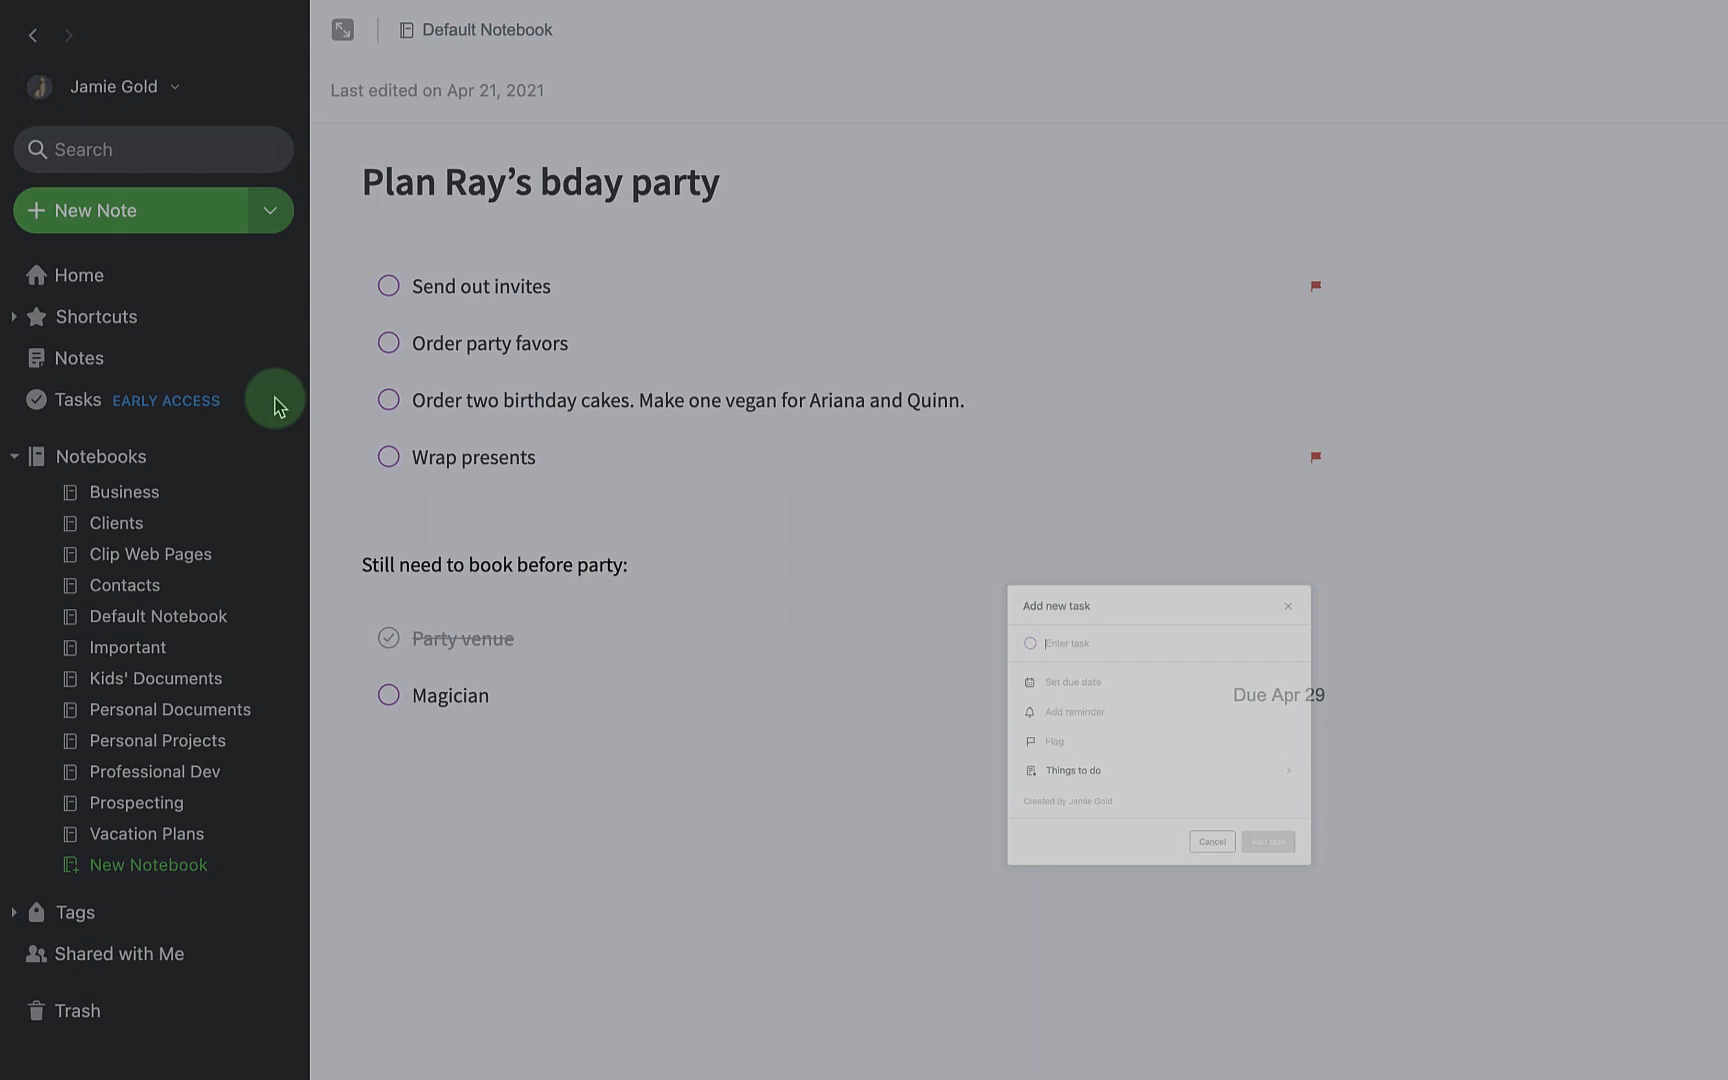 Jamie Gold
Search
New Note
Home
Shortcuts
Notes
Tasks EARLY ACCESS
Notebooks
Business
Clients
Clip Web Pages
Contacts
Default Notebook
Important
Kids' Documents
Personal Documents
Personal Projects
Professional Dev
Prospecting
Vacation Plans
New Notebook
Tags
Shared with Me
Trash
Default Notebook
Last edited on Apr 21, 2021
Plan Ray’s bday party
Send out invites
Order party favors
Order two birthday cakes. Make one vegan for Ariana and Quinn.
Wrap presents
Still need to book before party:
Party venue
Magician
Due Apr 29
Add new task
Enter task
Set due date
Add reminder
Flag
Things to do
Created by Jamie Gold
Cancel
Add task